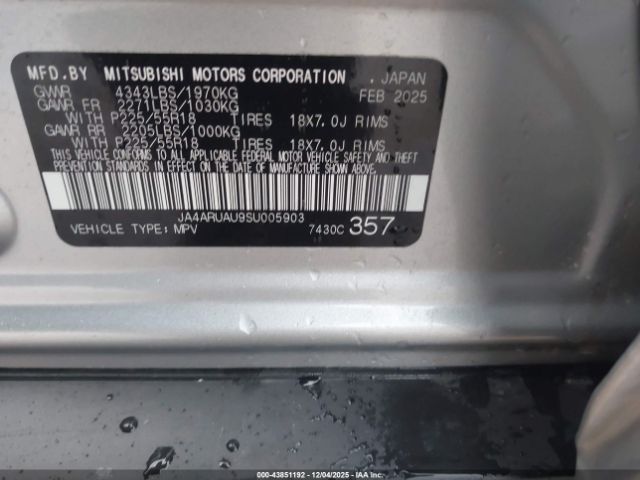 MFD.BY MITSUBISHI MOTORS CORPORATION . JAPAN
GVWR 4343LBS/1970KG FEB 2025
GAWR FR 2271LBS/1030KG
WITH P225/55R18 TIRES 18X7.0J RIMS
GAWR RR 2205LBS/1000KG
WITH P225/55R18 TIRES 18X7.0J RIMS
THIS VEHICLE CONFORMS TO ALL APPLICABLE FEDERAL MOTOR VEHICLE SAFETY AND THEFT
PREVENTION STANDARDS IN EFFECT ON THE DATE OF MANUFACTURE SHOWN ABOVE.
JA4ARUAU9SU005903
VEHICLE TYPE:MPV 7430C 357
00-43851192 - 12/04/2025 - IAAI.COM